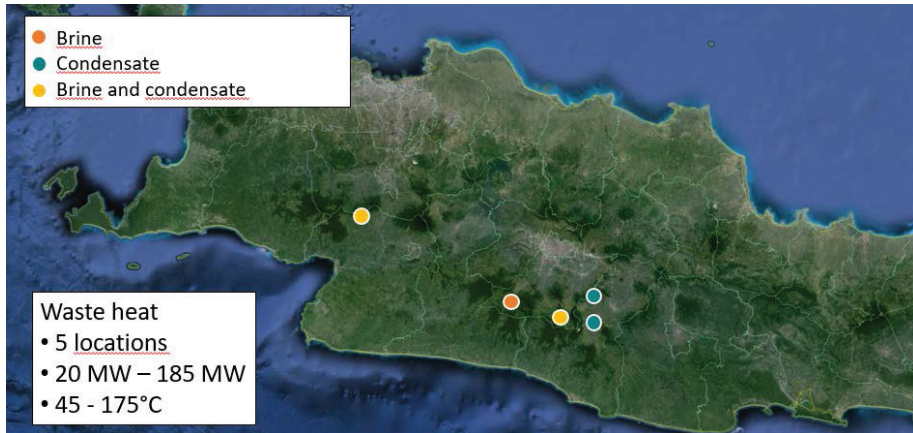 Brine
Condensate
Brine and condensate
Waste heat
• 5 locations
• 20 MW – 185 MW
• 45 - 175°C